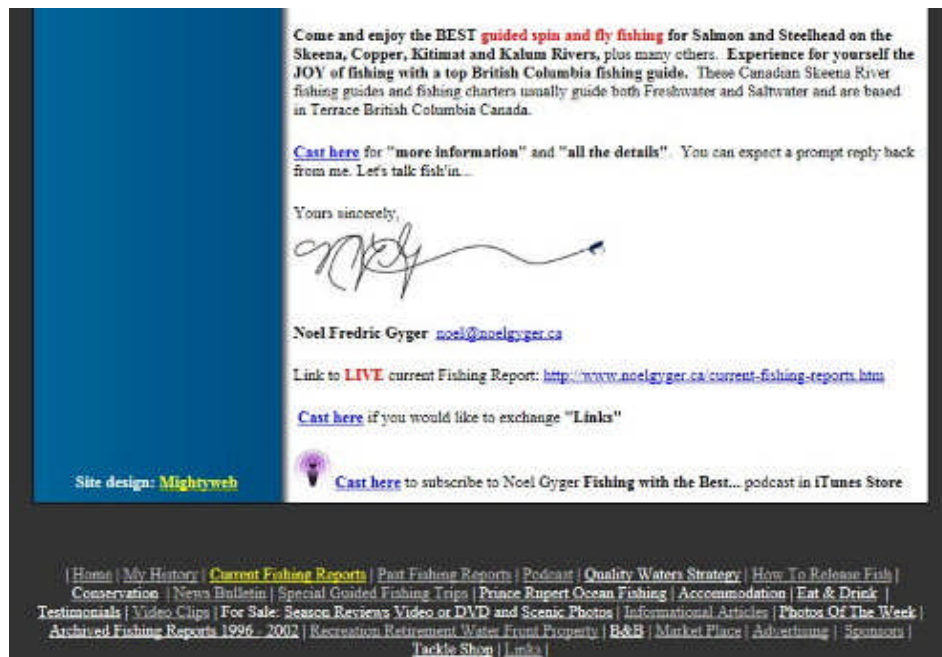 Come and enjoy the BEST guided spin and fly fishing for Salmon and Steelhead on the
Skeena, Copper, Kitimat and Kalum Rivers, plus many others. Experience for yourself the
JOY of fishing with a top British Columbia fishing guide. These Canadian Skeena River
fishing guides and fishing charters usually guide both Freshwater and Saltwater and are based
in Terrace British Columbia Canada.
Cast here for "more information" and "all the details". You can expect a prompt reply back
from me. Let's talk fish'in...
Yours sincerely,
Noel Fredric Gyger noel@noelgyger.ca
Link to LIVE current Fishing Report: http://www.noelgyger.ca/current-fishing-reports.htm
Cast here if you would like to exchange "Links"
Cast here to subscribe to Noel Gyger Fishing with the Best... podcast in iTunes Store
Site design: Mightyweb
| Home | My History | Current Fishing Reports | Past Fishing Reports | Podcast | Quality Waters Strategy | How To Release Fish |
Conservation | News Bulletin | Special Guided Fishing Trips | Prince Rupert Ocean Fishing | Accommodation | Eat & Drink |
Testimonials | Video Clips | For Sale: Season Reviews Video or DVD and Scenic Photos | Informational Articles | Photos Of The Week |
Archived Fishing Reports 1996 - 2002 | Recreation Retirement Water Front Property | B&B | Market Place | Advertising | Sponsors |
Tackle Shop | Links |